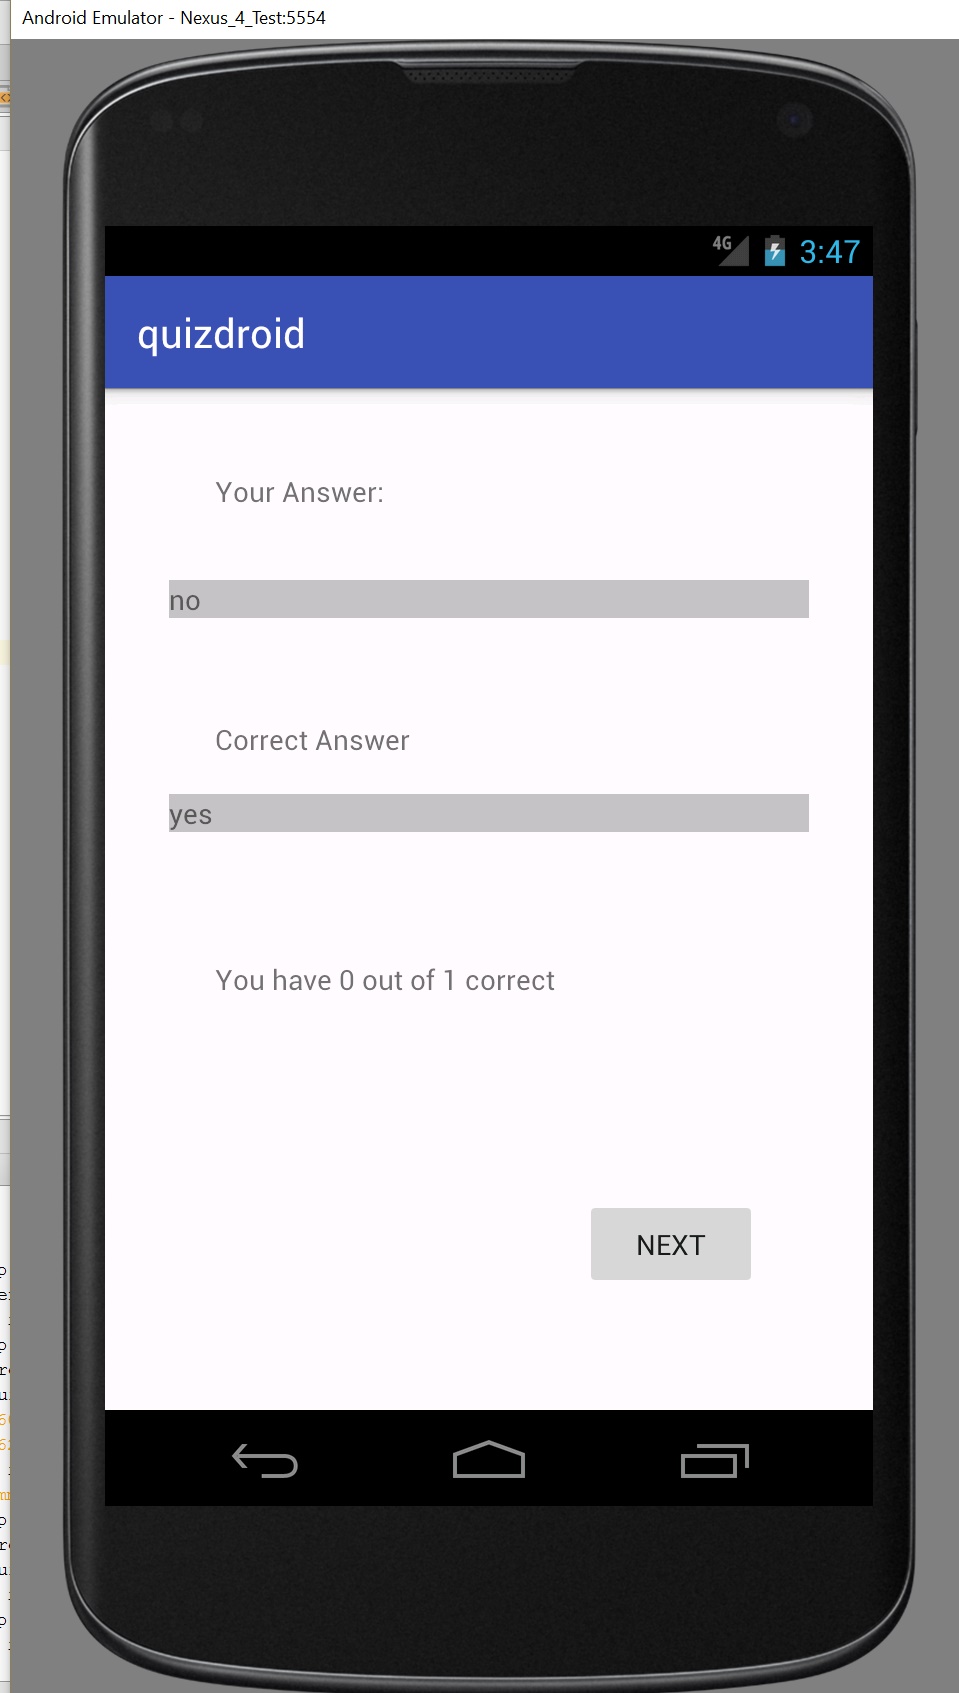 Android Emulator - Nexus_4_Test:5554
4G 3:47
quizdroid
Your Answer:
no
Correct Answer
yes
You have 0 out of 1 correct
NEXT